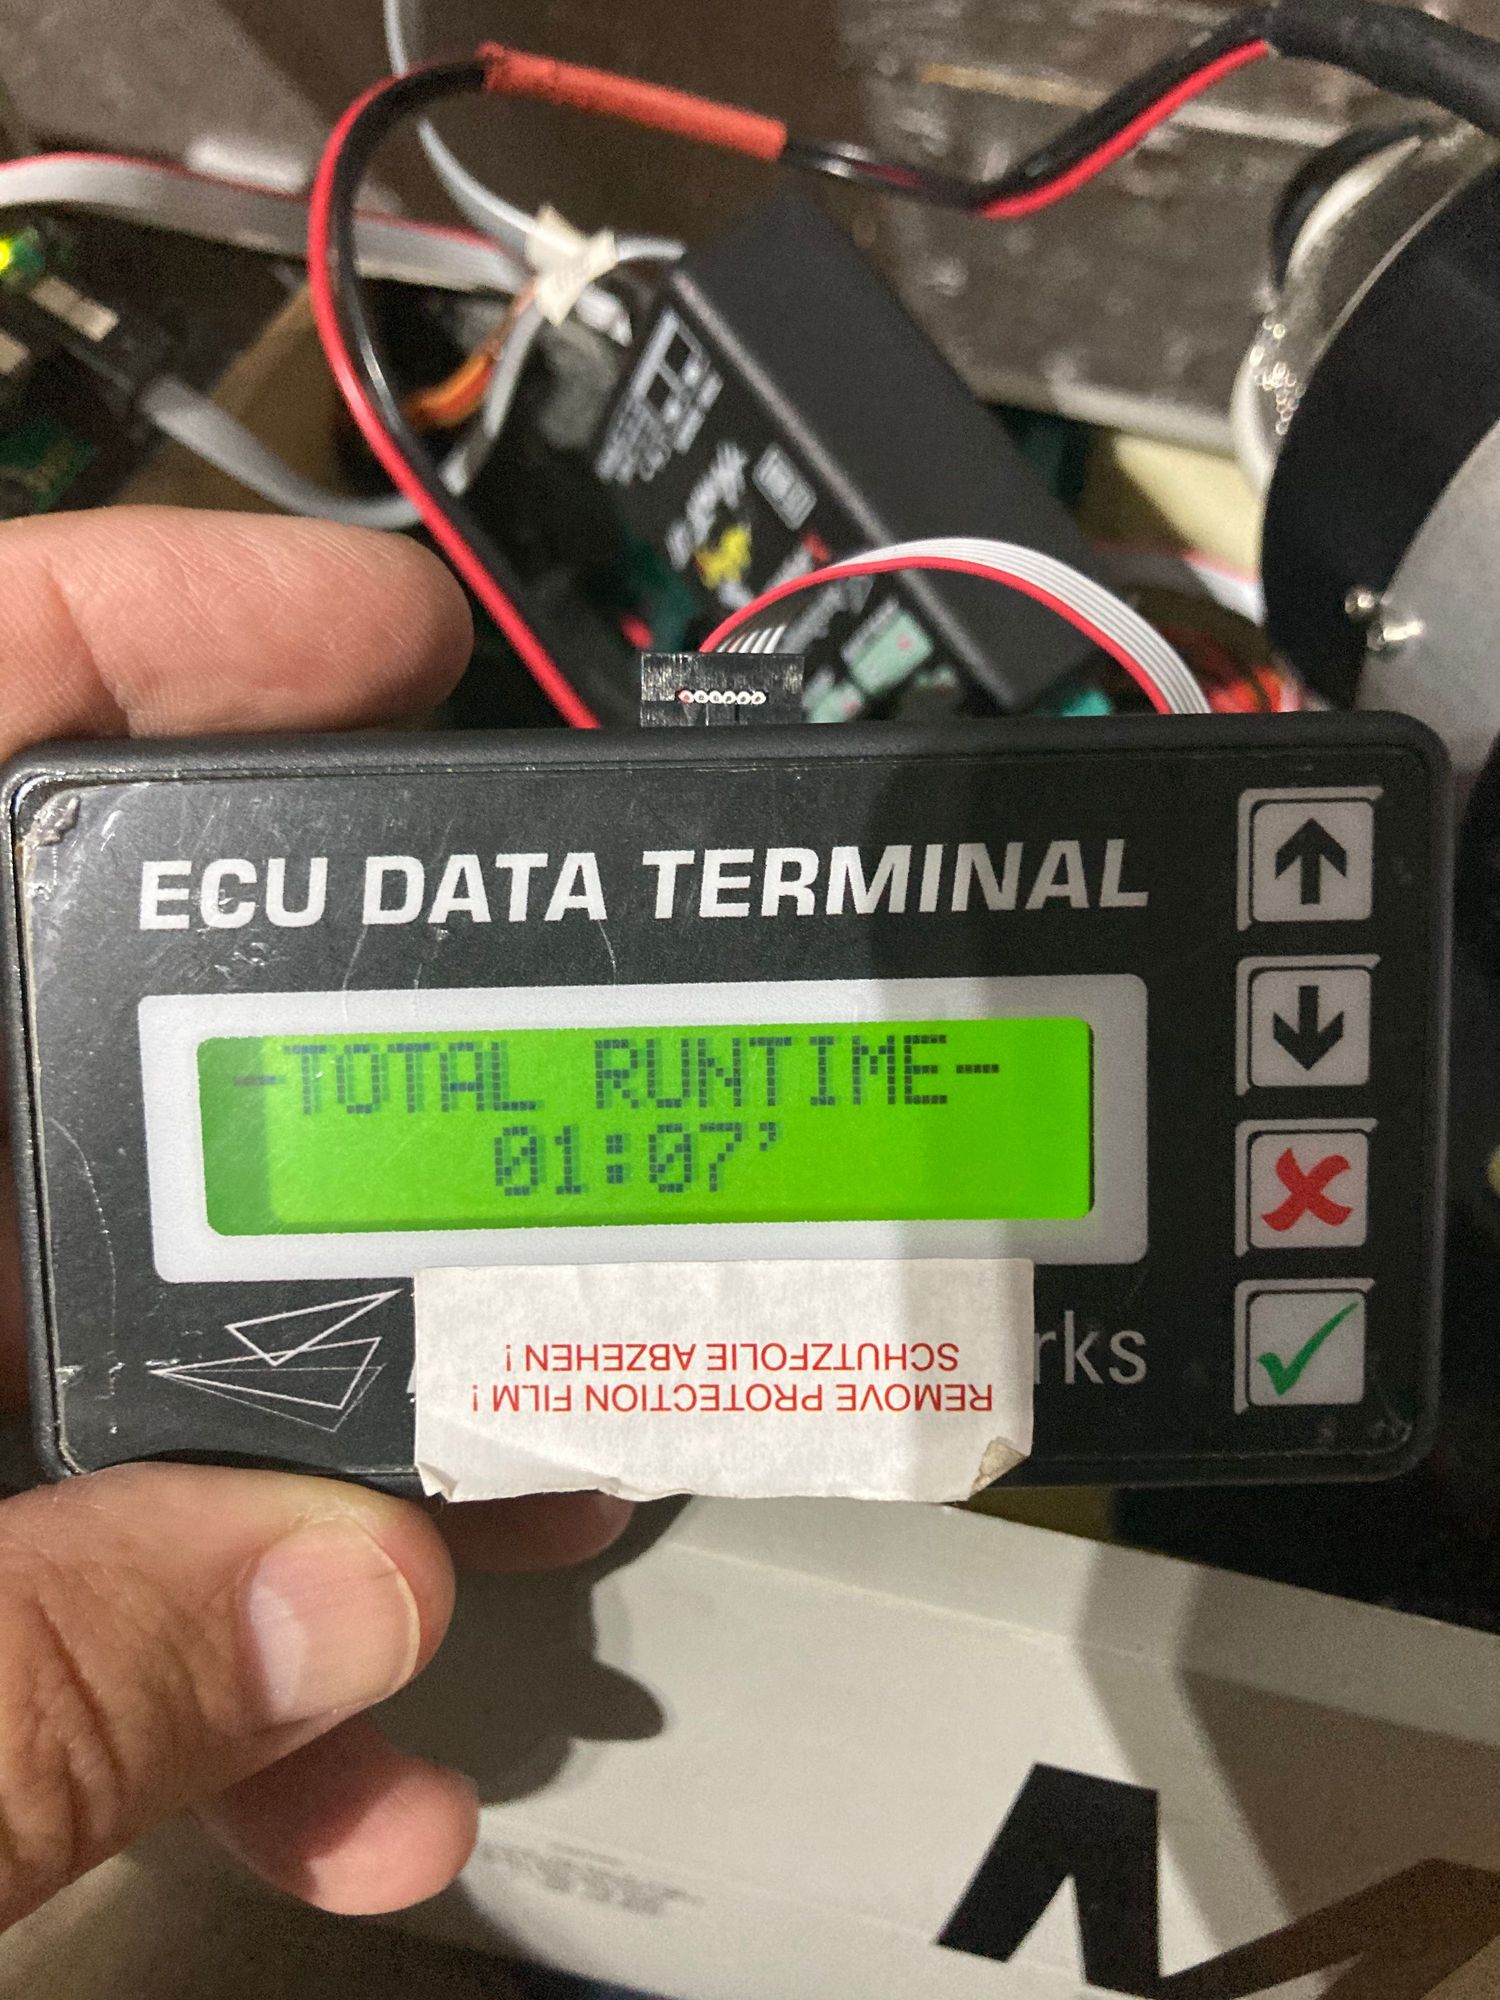 ECU DATA TERMINAL
-TOTAL RUNTIME-
01:07'
rks
REMOVE PROTECTION FILM !
SCHUTZFOLIE ABZEHEN !